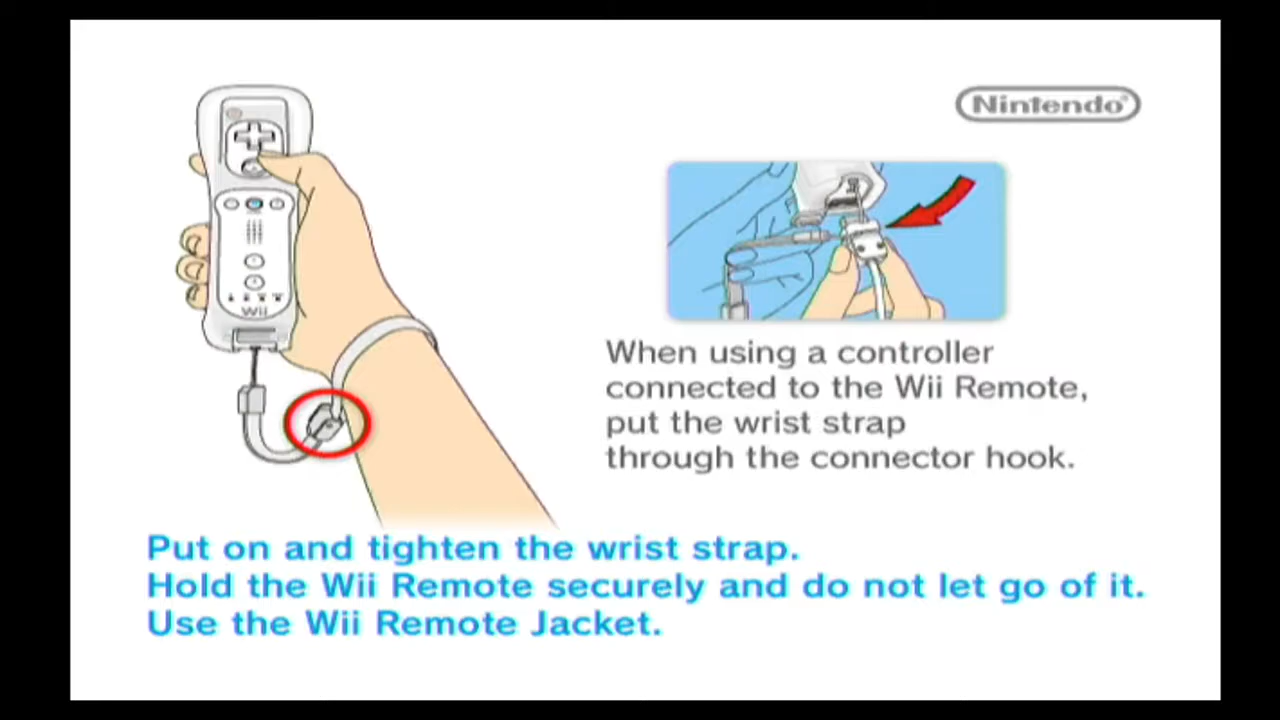 Nintendo®
Wii
When using a controller
connected to the Wii Remote,
put the wrist strap
through the connector hook.
Put on and tighten the wrist strap.
Hold the Wii Remote securely and do not let go of it.
Use the Wii Remote Jacket.